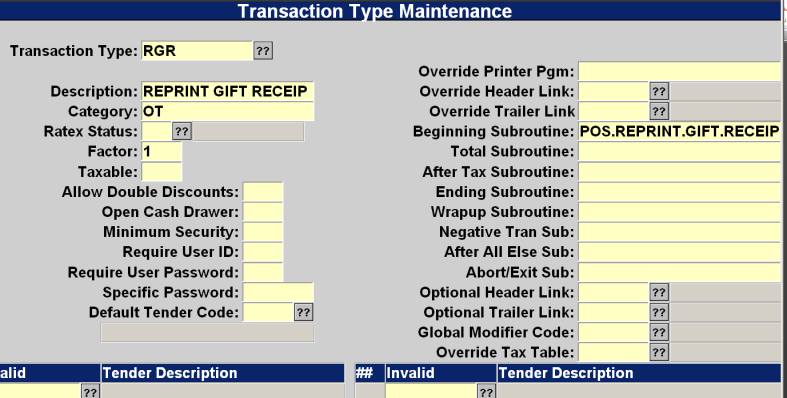 Transaction Type Maintenance
Transaction Type: RGR ??
Description: REPRINT GIFT RECEIP
Category: OT
Ratex Status: ??
Factor: 1
Taxable:
Allow Double Discounts:
Open Cash Drawer:
Minimum Security:
Require User ID:
Require User Password:
Specific Password:
Default Tender Code: ??
Override Printer Pgm:
Override Header Link: ??
Override Trailer Link ??
Beginning Subroutine: POS.REPRINT.GIFT.RECEIP
Total Subroutine:
After Tax Subroutine:
Ending Subroutine:
Wrapup Subroutine:
Negative Tran Sub:
After All Else Sub:
Abort/Exit Sub:
Optional Header Link: ??
Optional Trailer Link: ??
Global Modifier Code: ??
Override Tax Table: ??
alid Tender Description
??
## Invalid Tender Description
??